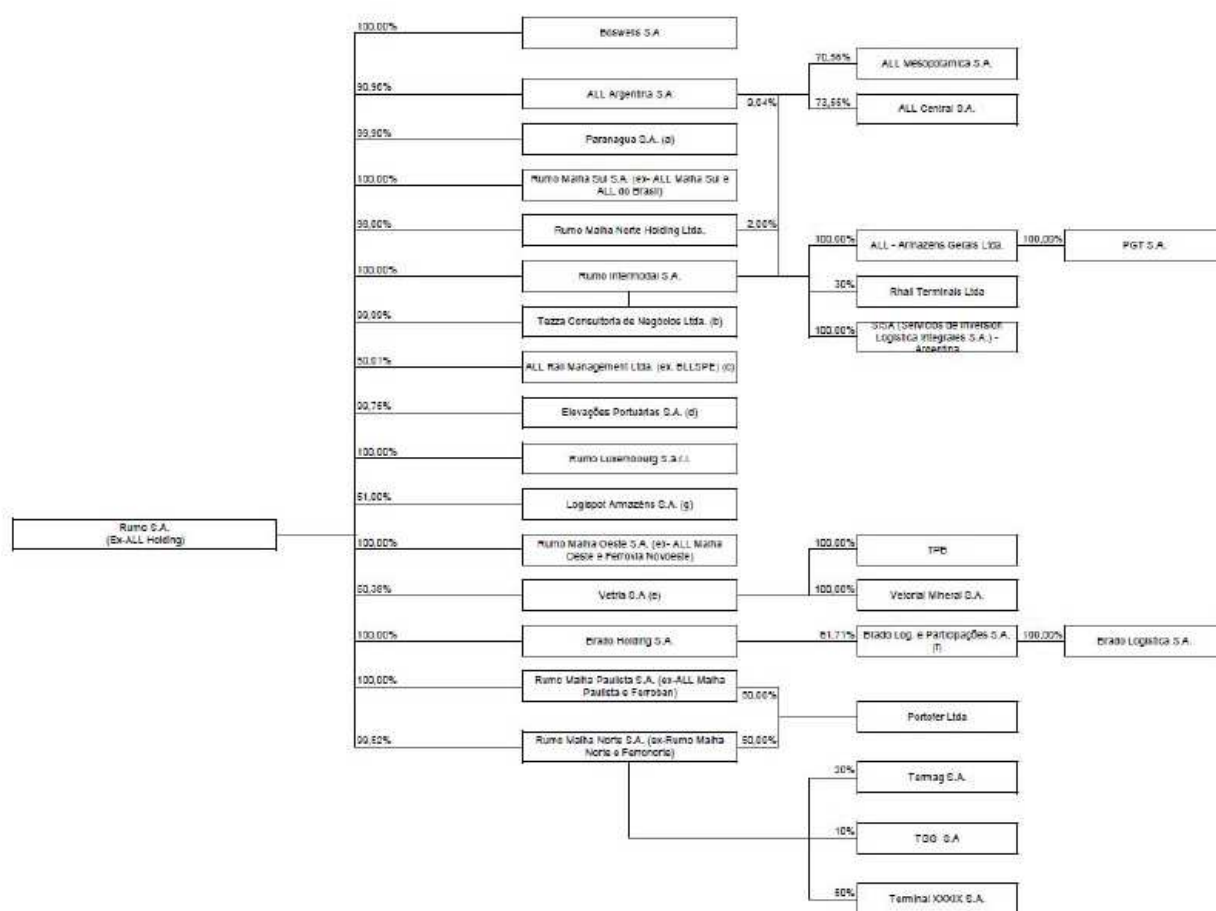 100,00%
Boswells S.A
70,56%
ALL Mesopotamica S.A.
90,96%
ALL Argentina S.A
9,04%
73,55%
ALL Central S.A.
99,90%
Paranagua S.A. (a)
100,00%
Rumo Malha Sul S.A. (ex- ALL Malha Sul e
ALL do Brasil)
98,00%
Rumo Malha Norte Holding Ltda.
2,00%
100,00%
ALL - Armazéns Gerais Ltda.
100,00%
PGT S.A.
100,00%
Rumo Intermodal S.A.
30%
Rhall Terminais Ltda
99,99%
Tezza Consultoria de Negócios Ltda. (b)
100,00%
SISA (Servicios de Inversion
Logistica Integrales S.A.) -
Argentina
50,01%
ALL Rail Management Ltda. (ex. BLLSPE) (c)
99,75%
Elevações Portuárias S.A. (d)
100,00%
Rumo Luxembourg S.a.r.l.
51,00%
Logispot Armazéns S.A. (g)
Rumo S.A.
(Ex-ALL Holding)
100,00%
Rumo Malha Oeste S.A. (ex- ALL Malha
Oeste e Ferrovia Novoeste)
100,00%
TPB
50,38%
Vetria S.A (e)
100,00%
Vetorial Mineral S.A.
100,00%
Brado Holding S.A.
61,71%
Brado Log. e Participações S.A.
(f)
100,00%
Brado Logistica S.A.
100,00%
Rumo Malha Paulista S.A. (ex-ALL Malha
Paulista e Ferroban)
50,00%
Portofer Ltda
99,52%
Rumo Malha Norte S.A. (ex-Rumo Malha
Norte e Ferronorte)
50,00%
20%
Termag S.A.
10%
TGG S.A
50%
Terminal XXXIX S.A.